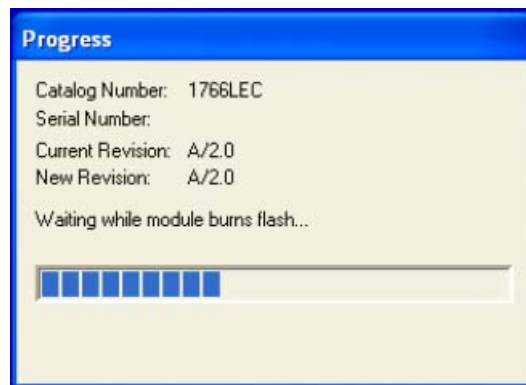 Progress
Catalog Number: 1766LEC
Serial Number:
Current Revision: A/2.0
New Revision: A/2.0
Waiting while module burns flash...